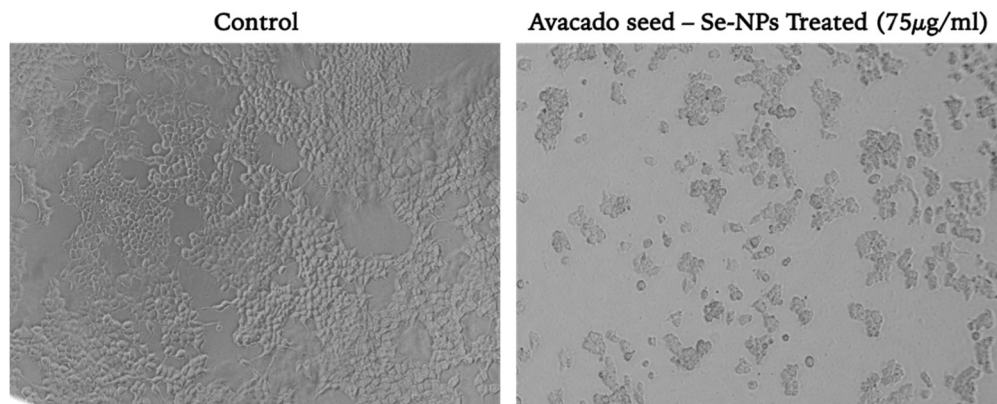 Control
Avacado seed – Se-NPs Treated (75µg/ml)